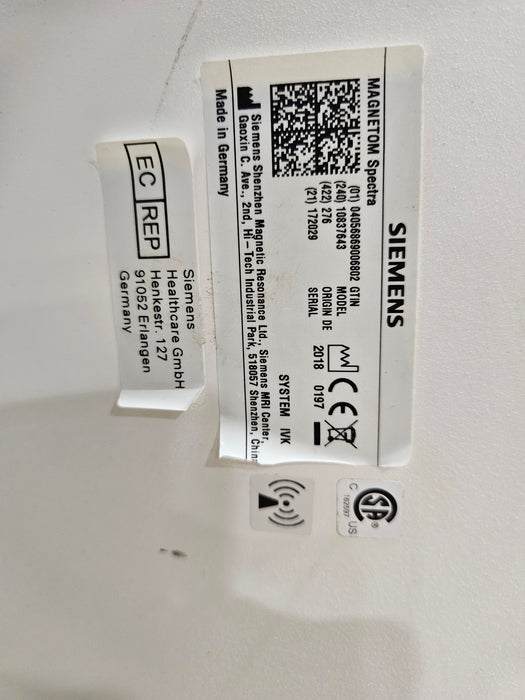 SIEMENS
MAGNETOM Spectra
(01) 04056869006802 GTIN
(240) 10837643 MODEL
(422) 276 ORIGIN DE
(21) 172029 SERIAL
2018
CE 0197
SYSTEM IVK
Siemens Shenzhen Magnetic Resonance Ltd., Siemens MRI Center,
Gaoxin C. Ave., 2nd, Hi-Tech Industrial Park, 518057 Shenzhen, China
Made in Germany
EC REP
Siemens
Healthcare GmbH
Henkestr. 127
91052 Erlangen
Germany
SA®
C US